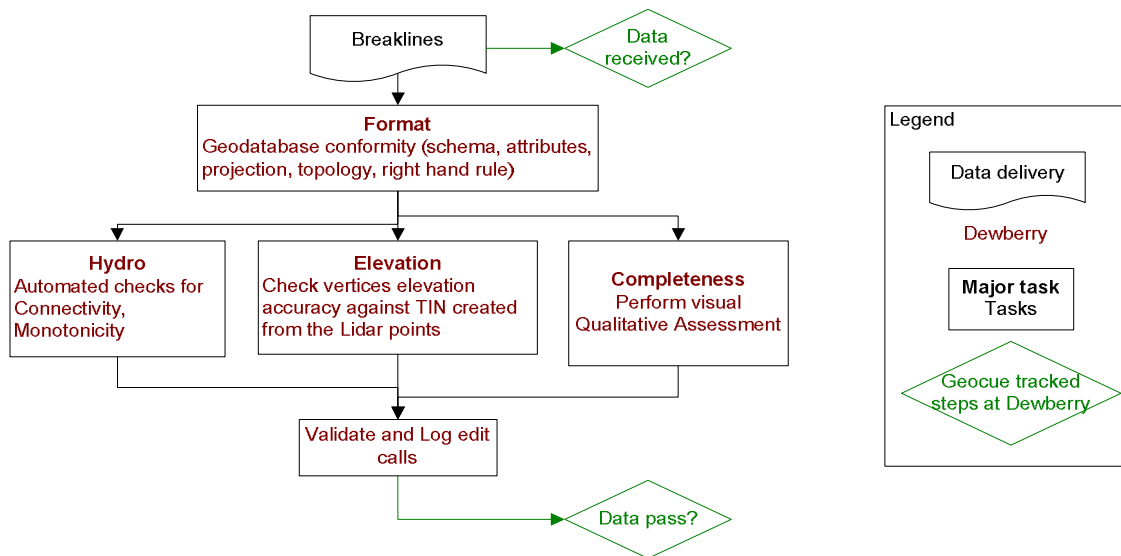 Breaklines
Data
received?
Format
Geodatabase conformity (schema, attributes,
projection, topology, right hand rule)
Hydro
Automated checks for
Connectivity,
Monotonicity
Elevation
Check vertices elevation
accuracy against TIN created
from the Lidar points
Completeness
Perform visual
Qualitative Assessment
Validate and Log edit
calls
Data pass?
Legend
Data delivery
Dewberry
Major task
Tasks
Geocue tracked
steps at Dewberry